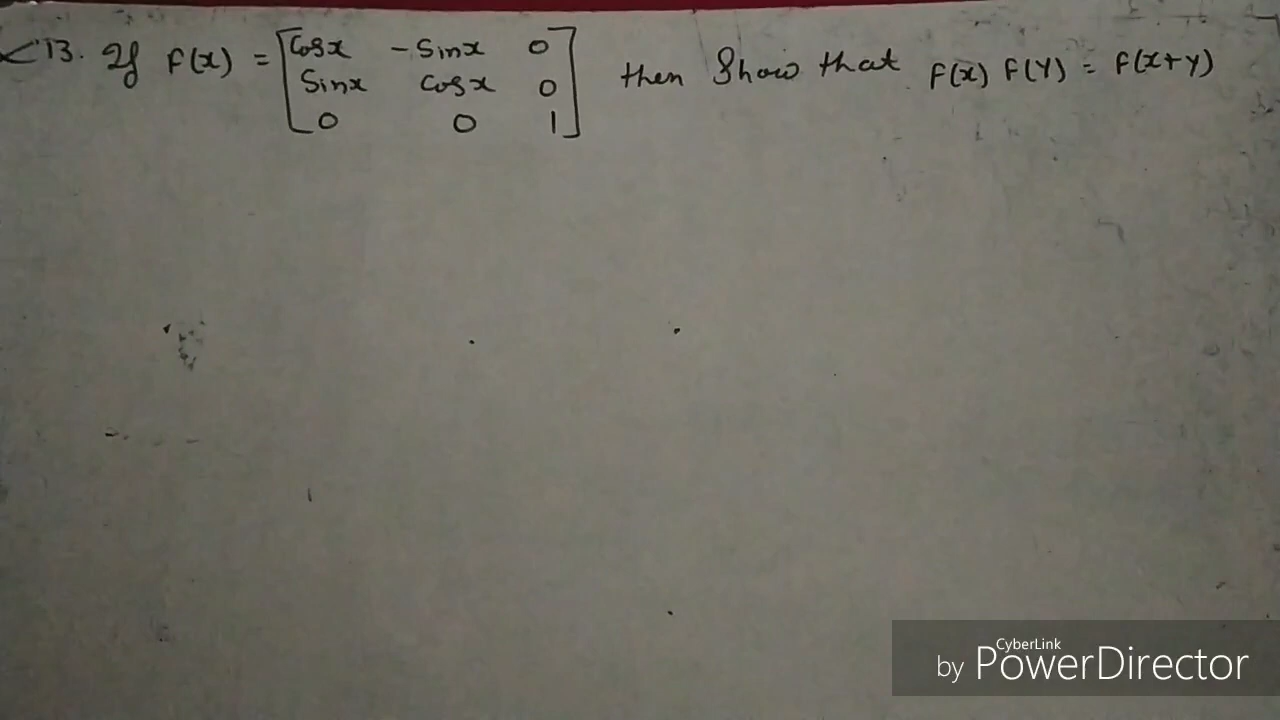 13. If F(x) = [cosx -sinx 0
sinx cosx 0
0 0 1] then Show that F(x) F(Y) = F(x+Y)
CyberLink
by PowerDirector